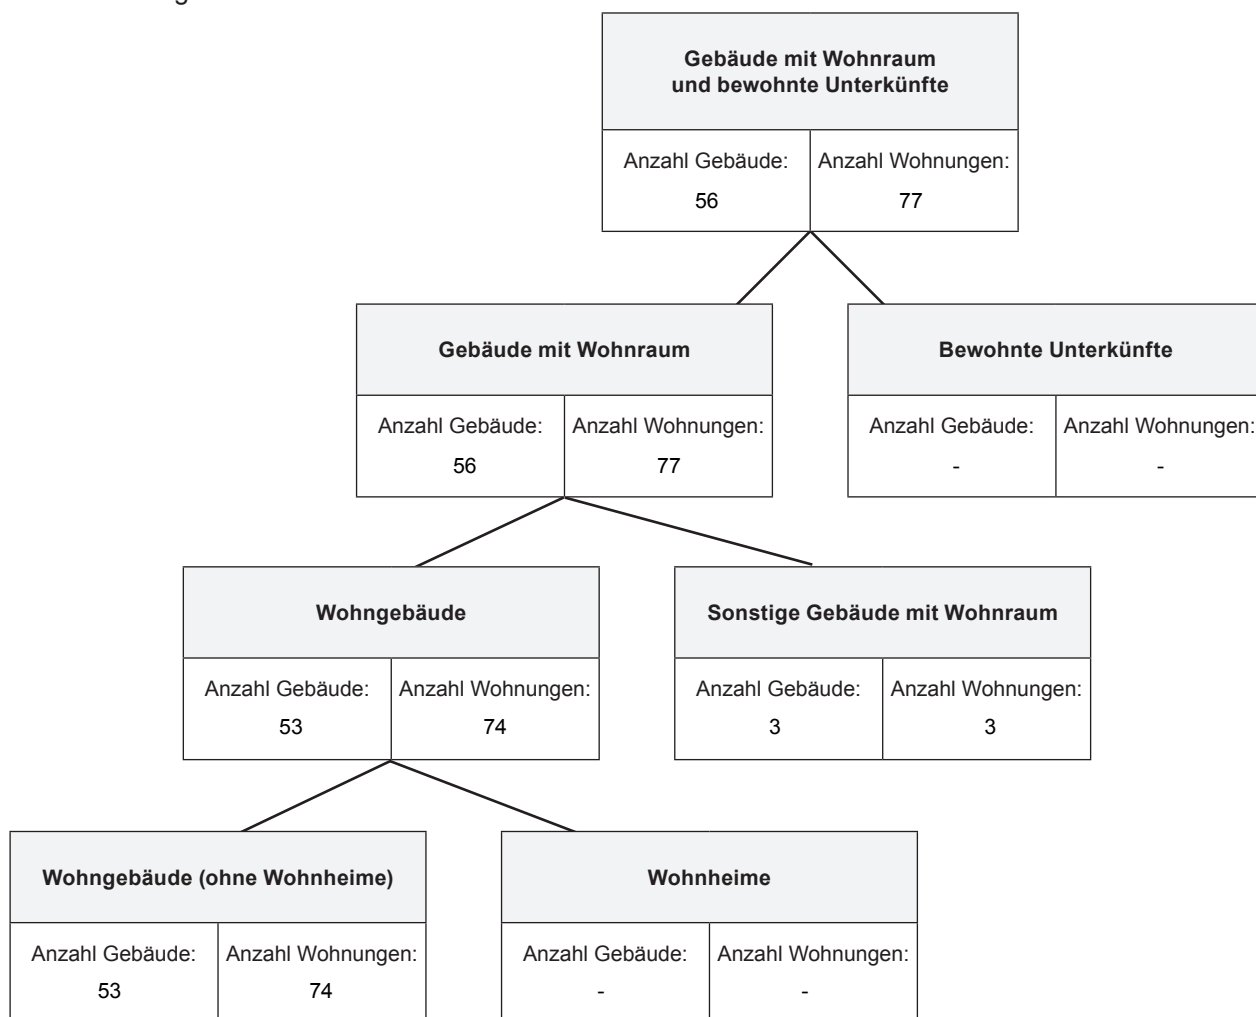 Gebäude mit Wohnraum
und bewohnte Unterkünfte
Anzahl Gebäude:
56
Anzahl Wohnungen:
77
Gebäude mit Wohnraum
Anzahl Gebäude:
56
Anzahl Wohnungen:
77
Bewohnte Unterkünfte
Anzahl Gebäude:
-
Anzahl Wohnungen:
-
Wohngebäude
Anzahl Gebäude:
53
Anzahl Wohnungen:
74
Sonstige Gebäude mit Wohnraum
Anzahl Gebäude:
3
Anzahl Wohnungen:
3
Wohngebäude (ohne Wohnheime)
Anzahl Gebäude:
53
Anzahl Wohnungen:
74
Wohnheime
Anzahl Gebäude:
-
Anzahl Wohnungen:
-